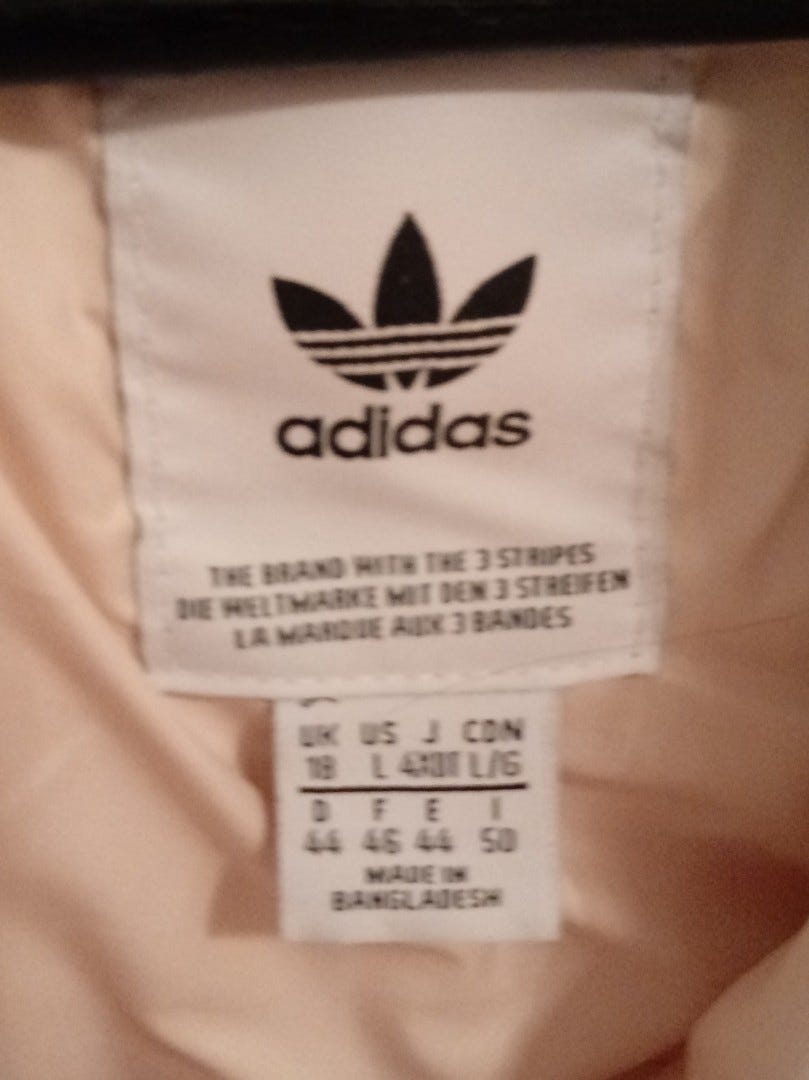 adidas
THE BRAND WITH THE 3 STRIPES
DIE WELTMARKE MIT DEN 3 STREIFEN
LA MARQUE AUX 3 BANDES
UK US J CDN
18 L 4XOT L/G
D F E I
44 46 44 50
MADE IN
BANGLADESH